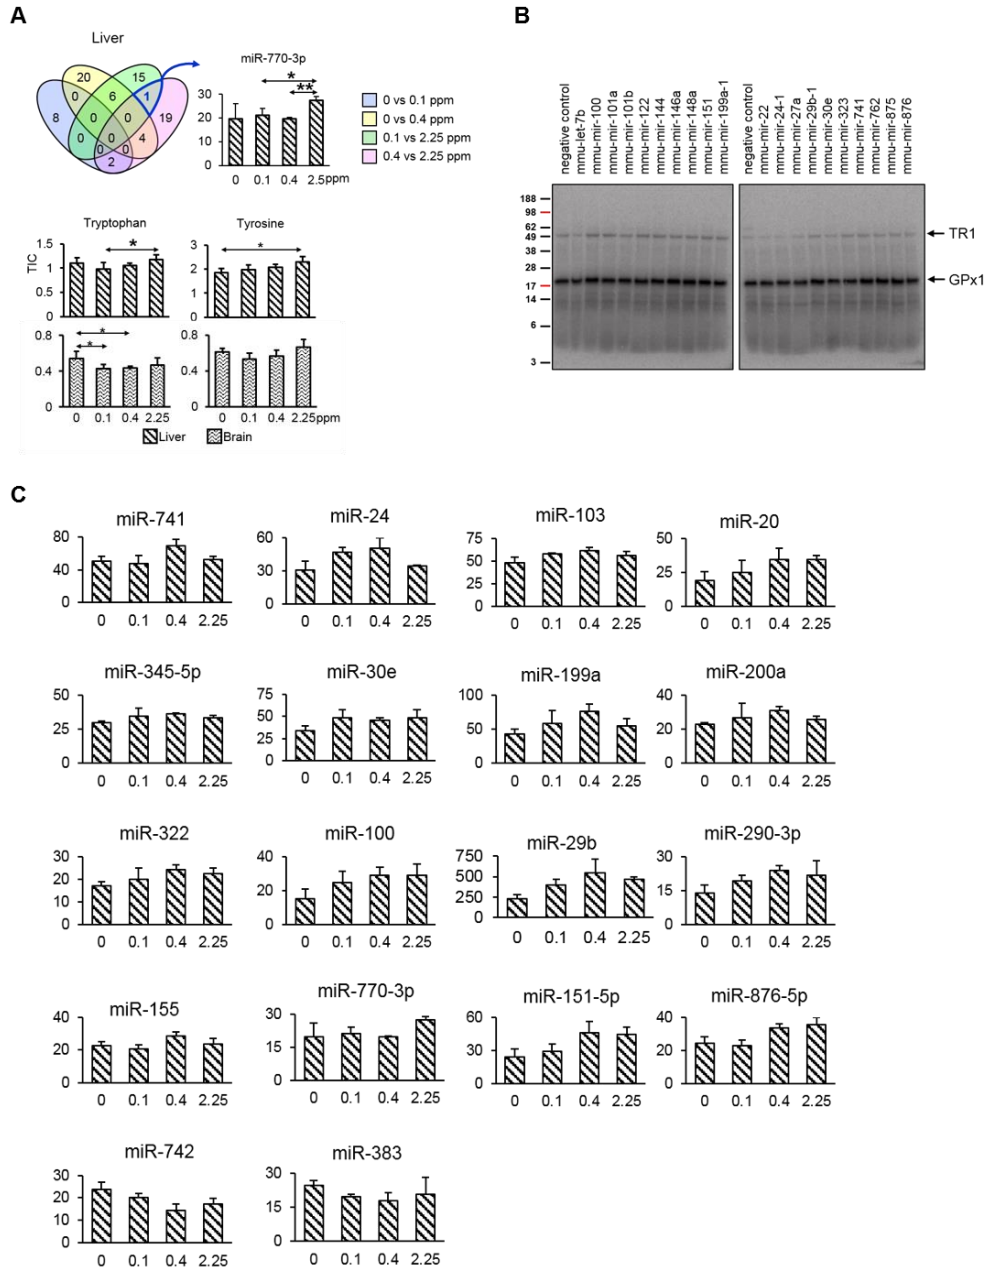 A
Liver
20
15
0
6
1
8
0
0
19
0
0
0
4
0
0
2
miR-770-3p
*
**
30
20
10
0
0 0.1 0.4 2.5ppm
0 vs 0.1 ppm
0 vs 0.4 ppm
0.1 vs 2.25 ppm
0.4 vs 2.25 ppm
Tryptophan
TIC
1.5
1
0.5
0
*
Tyrosine
3
2
1
0
*
0.8
0.4
0
*
*
0 0.1 0.4 2.25
0.8
0.4
0
0 0.1 0.4 2.25ppm
Liver Brain
B
negative control
mmu-let-7b
mmu-mir-100
mmu-mir-101a
mmu-mir-101b
mmu-mir-122
mmu-mir-144
mmu-mir-146a
mmu-mir-148a
mmu-mir-151
mmu-mir-199a-1
negative control
mmu-mir-22
mmu-mir-24-1
mmu-mir-27a
mmu-mir-29b-1
mmu-mir-30e
mmu-mir-323
mmu-mir-741
mmu-mir-762
mmu-mir-875
mmu-mir-876
188
98
62
49
38
28
17
14
6
3
TR1
GPx1
C
miR-741
80
40
0
0 0.1 0.4 2.25
miR-24
60
30
0
0 0.1 0.4 2.25
miR-103
75
50
25
0
0 0.1 0.4 2.25
miR-20
50
25
0
0 0.1 0.4 2.25
miR-345-5p
50
25
0
0 0.1 0.4 2.25
miR-30e
75
50
25
0
0 0.1 0.4 2.25
miR-199a
100
50
0
0 0.1 0.4 2.25
miR-200a
40
20
0
0 0.1 0.4 2.25
miR-322
30
20
10
0
0 0.1 0.4 2.25
miR-100
40
20
0
0 0.1 0.4 2.25
miR-29b
750
500
250
0
0 0.1 0.4 2.25
miR-290-3p
30
15
0
0 0.1 0.4 2.25
miR-155
40
20
0
0 0.1 0.4 2.25
miR-770-3p
30
15
0
0 0.1 0.4 2.25
miR-151-5p
60
30
0
0 0.1 0.4 2.25
miR-876-5p
40
20
0
0 0.1 0.4 2.25
miR-742
30
20
10
0
0 0.1 0.4 2.25
miR-383
30
15
0
0 0.1 0.4 2.25